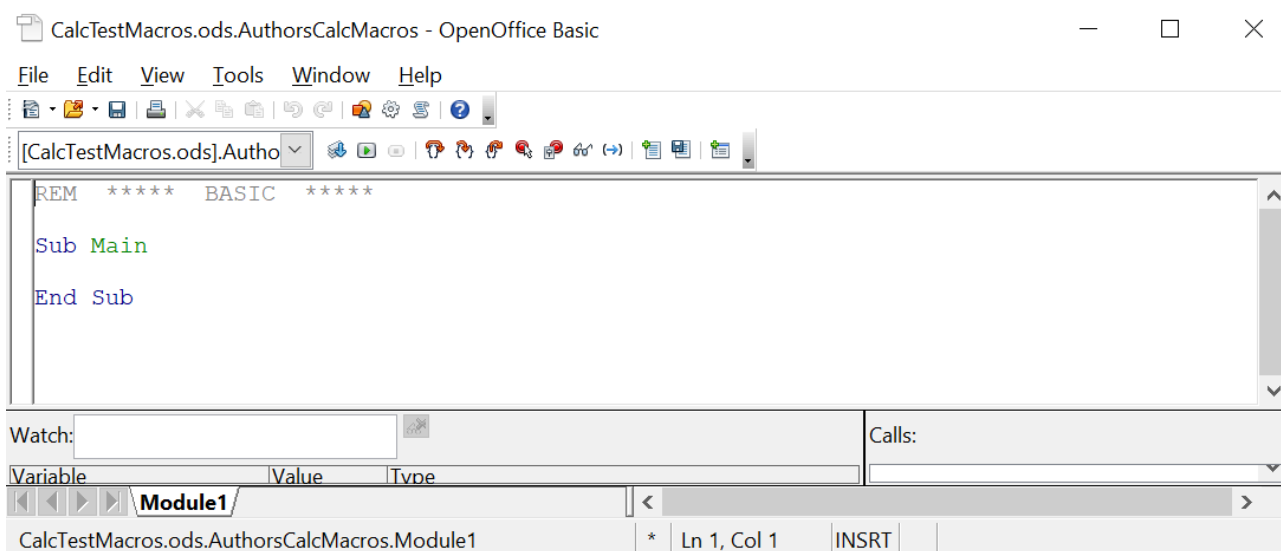 CalcTestMacros.ods.AuthorsCalcMacros - OpenOffice Basic
File Edit View Tools Window Help
[CalcTestMacros.ods].Autho
REM ***** BASIC *****
Sub Main
End Sub
Watch:
Calls:
Variable Value Type
Module1
CalcTestMacros.ods.AuthorsCalcMacros.Module1 * Ln 1, Col 1 INSRT